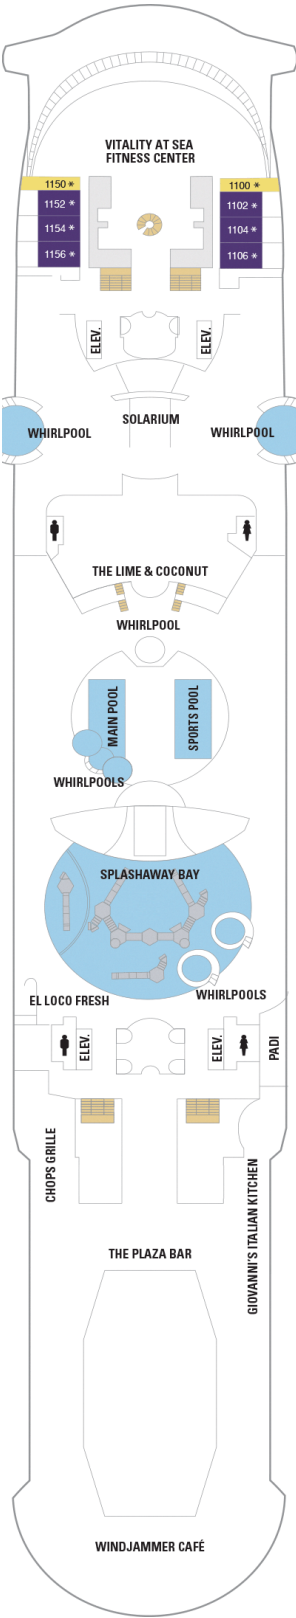 VITALITY AT SEA
FITNESS CENTER
1150 *
1100 *
1152 *
1102 *
1154 *
1104 *
1156 *
1106 *
ELEV.
ELEV.
SOLARIUM
WHIRLPOOL
WHIRLPOOL
THE LIME & COCONUT
WHIRLPOOL
MAIN POOL
SPORTS POOL
WHIRLPOOLS
SPLASHAWAY BAY
WHIRLPOOLS
EL LOCO FRESH
ELEV.
ELEV.
PADI
CHOPS GRILLE
GIOVANNI'S ITALIAN KITCHEN
THE PLAZA BAR
WINDJAMMER CAFÉ